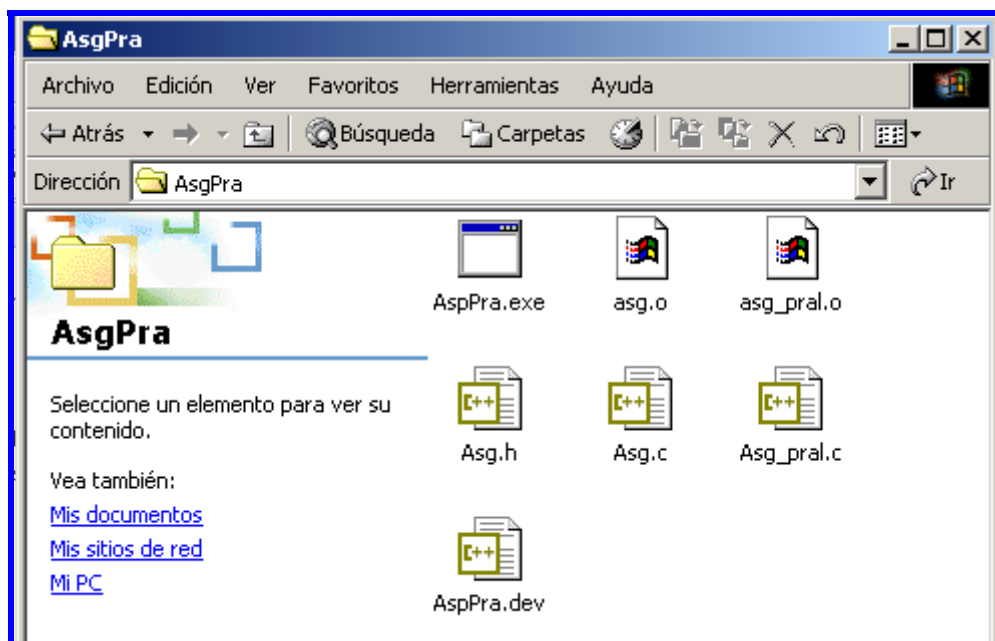 AsgPra
Archivo Edición Ver Favoritos Herramientas Ayuda
Atrás Búsqueda Carpetas
Dirección AsgPra Ir
AspPra.exe asg.o asg_pral.o
AsgPra
Seleccione un elemento para ver su
contenido.
Asg.h Asg.c Asg_pral.c
Vea también:
Mis documentos
Mis sitios de red
Mi PC
AspPra.dev